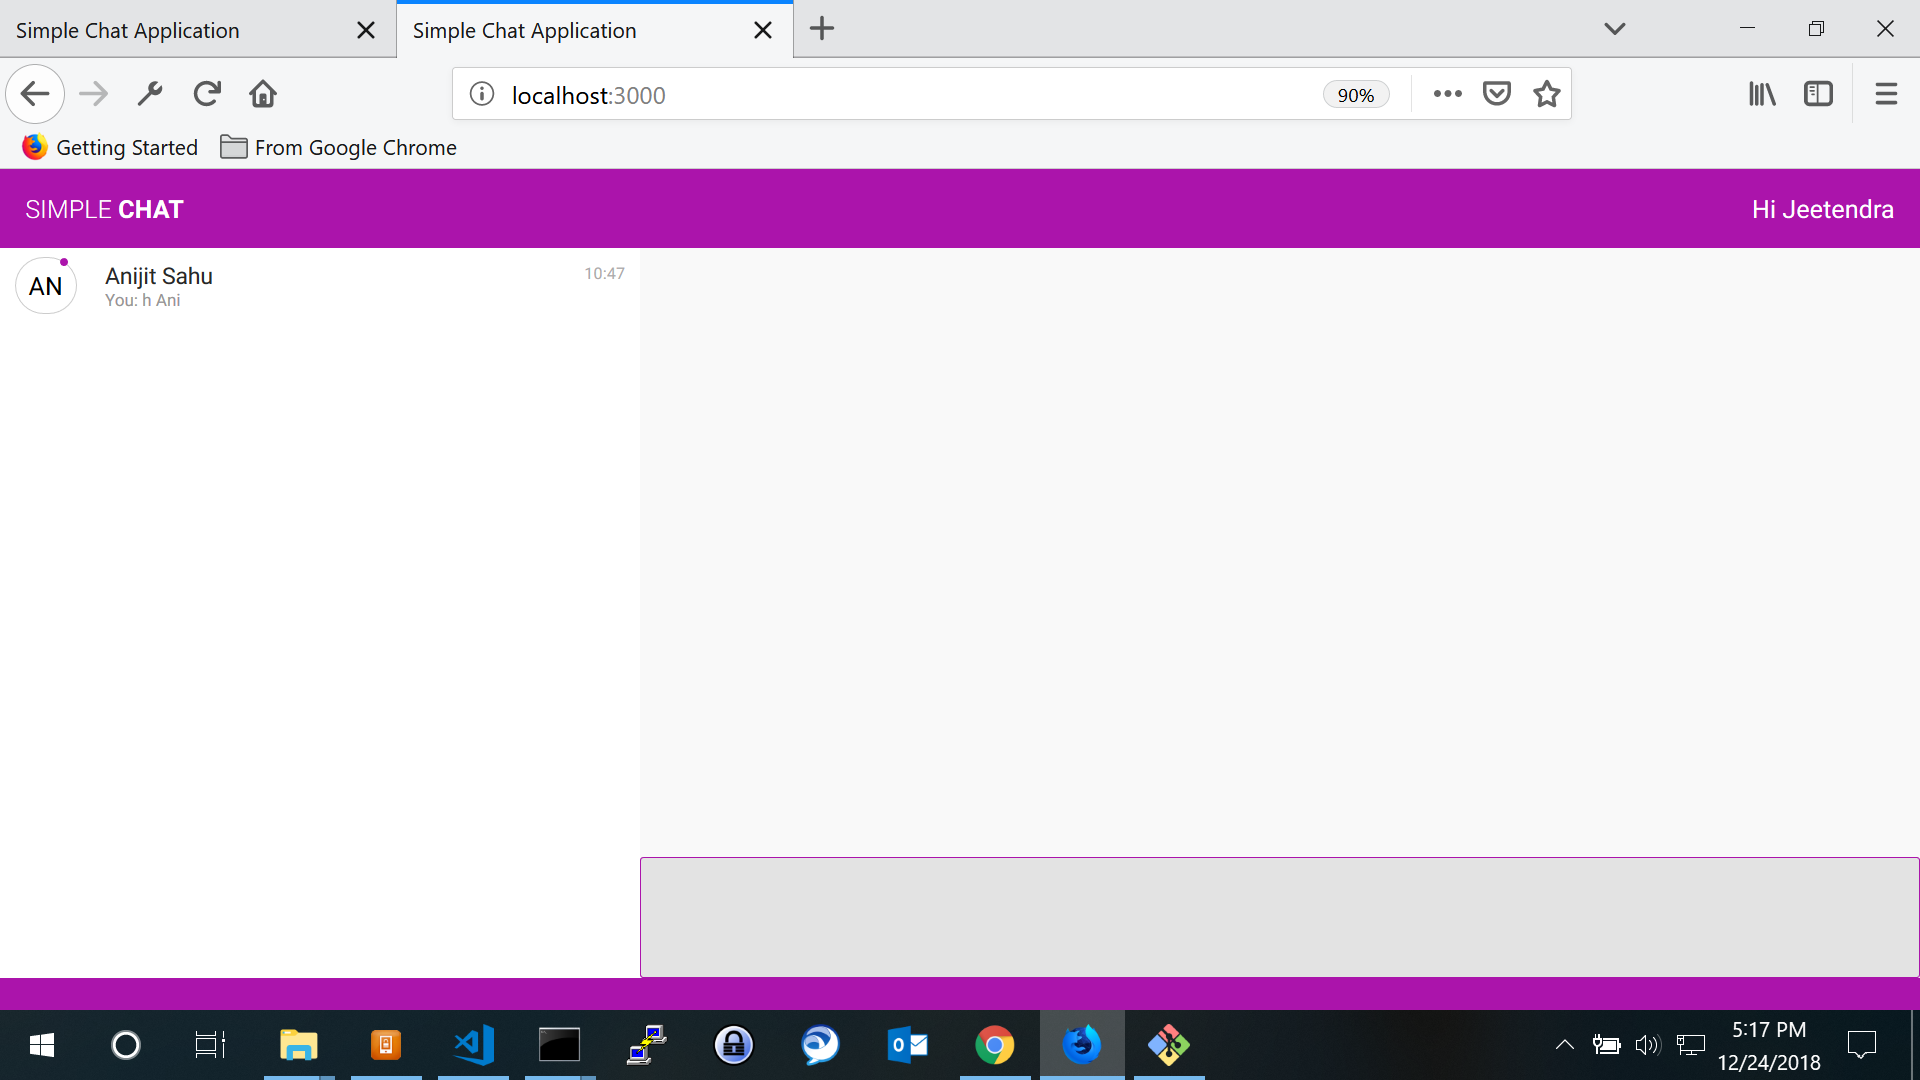 Simple Chat Application
Simple Chat Application
localhost:3000
90%
Getting Started
From Google Chrome
SIMPLE CHAT
Hi Jeetendra
AN
Anijit Sahu
10:47
You: h Ani
5:17 PM
12/24/2018